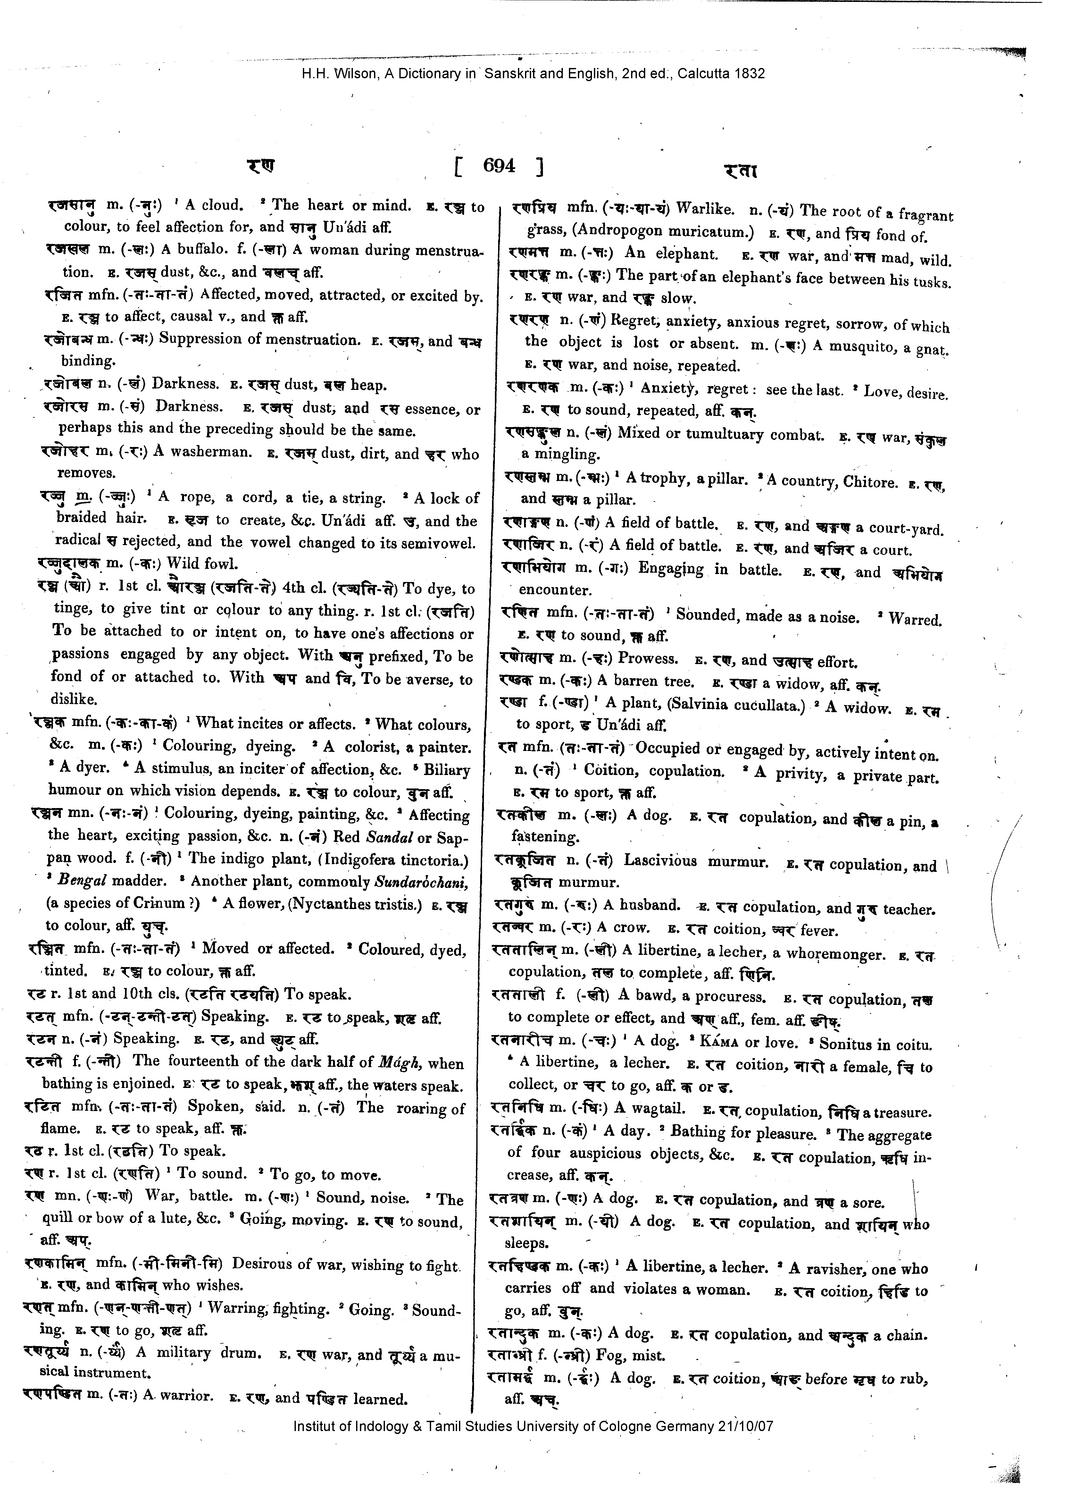 H.H. Wilson, A Dictionary in Sanskrit and English, 2nd ed., Calcutta 1832
रण
[ 694 ]
रता
रजसानु m. (-नुः) ¹ A cloud. ² The heart or mind. E. रञ्ज to
colour, to feel affection for, and सानु Un'ádi aff.
रजस्वल m. (-लः) A buffalo. f. (-ला) A woman during menstrua-
tion. E. रजस् dust, &c., and वलच् aff.
रजित mfn. (-तः-ता-तं) Affected, moved, attracted, or excited by.
E. रञ्ज to affect, causal v., and क्त aff.
रजोबन्ध m. (-न्धः) Suppression of menstruation. E. रजस्, and बन्ध
binding.
रजोबल n. (-लं) Darkness. E. रजस् dust, बल heap.
रजोरस m. (-सं) Darkness. E. रजस् dust, and रस essence, or
perhaps this and the preceding should be the same.
रजोहर m. (-रः) A washerman. E. रजस् dust, dirt, and हर who
removes.
रज्जु m. (-ज्जुः) ¹ A rope, a cord, a tie, a string. ² A lock of
braided hair. E. सृज to create, &c. Un'ádi aff. उ, and the
radical स rejected, and the vowel changed to its semivowel.
रज्जुदालक m. (-कः) Wild fowl.
रञ्ज r. 1st cl. (रजति-ते) 4th cl. (रज्यति-ते) To dye, to
tinge, to give tint or colour to any thing. r. 1st cl. (रजति)
To be attached to or intent on, to have one's affections or
passions engaged by any object. With अनु prefixed, To be
fond of or attached to. With अप and वि, To be averse, to
dislike.
रञ्जक mfn. (-कः-का-कं) ¹ What incites or affects. ² What colours,
&c. m. (-कः) ¹ Colouring, dyeing. ² A colorist, a painter.
³ A dyer. ⁴ A stimulus, an inciter of affection, &c. ⁵ Biliary
humour on which vision depends. E. रञ्ज to colour, वुन aff.
रञ्जन mn. (-नः-नं) ¹ Colouring, dyeing, painting, &c. ² Affecting
the heart, exciting passion, &c. n. (-नं) Red Sandal or Sap-
pan wood. f. (-नी) ¹ The indigo plant, (Indigofera tinctoria.)
² Bengal madder. ³ Another plant, commonly Sundaróchani,
(a species of Crinum ?) ⁴ A flower, (Nyctanthes tristis.) E. रञ्ज
to colour, aff. युच्.
रञ्जित mfn. (-तः-ता-तं) ¹ Moved or affected. ² Coloured, dyed,
tinted. E. रञ्ज to colour, क्त aff.
रट r. 1st and 10th cls. (रटति रटयति) To speak.
रटत् mfn. (-टन्-टन्ती-टत्) Speaking. E. रट to speak, शतृ aff.
रटन n. (-नं) Speaking. E. रट, and ल्युट् aff.
रटन्ती f. (-न्ती) The fourteenth of the dark half of Mágh, when
bathing is enjoined. E. रट to speak, झच् aff., the waters speak.
रटित mfn. (-तः-ता-तं) Spoken, said. n. (-तं) The roaring of
flame. E. रट to speak, aff. क्त.
रठ r. 1st cl. (रठति) To speak.
रण r. 1st cl. (रणति) ¹ To sound. ² To go, to move.
रण mn. (-णः-णं) War, battle. m. (-णः) ¹ Sound, noise. ² The
quill or bow of a lute, &c. ³ Going, moving. E. रण to sound,
aff. अप्.
रणकामिन् mfn. (-मी-मिनी-मि) Desirous of war, wishing to fight.
E. रण, and कामिन् who wishes.
रणत् mfn. (-णन्-णन्ती-णत्) ¹ Warring, fighting. ² Going. ³ Sound-
ing. E. रण to go, शतृ aff.
रणतूर्य्य n. (-र्य्यं) A military drum. E. रण war, and तूर्य्य a mu-
sical instrument.
रणपण्डित m. (-तः) A warrior. E. रण, and पण्डित learned.
रणप्रिय mfn. (-यः-या-यं) Warlike. n. (-यं) The root of a fragrant
grass, (Andropogon muricatum.) E. रण, and प्रिय fond of.
रणमत्त m. (-त्तः) An elephant. E. रण war, and मत्त mad, wild.
रणरङ्क m. (-ङ्कः) The part of an elephant's face between his tusks.
E. रण war, and रङ्क slow.
रणरण n. (-णं) Regret, anxiety, anxious regret, sorrow, of which
the object is lost or absent. m. (-णः) A musquito, a gnat.
E. रण war, and noise, repeated.
रणरणक m. (-कः) ¹ Anxiety, regret : see the last. ² Love, desire.
E. रण to sound, repeated, aff. कन्.
रणसङ्कुल n. (-लं) Mixed or tumultuary combat. E. रण war, संकुल
a mingling.
रणस्तम्भ m. (-म्भः) ¹ A trophy, a pillar. ² A country, Chitore. E. रण,
and स्तम्भ a pillar.
रणाङ्गण n. (-णं) A field of battle. E. रण, and अङ्गण a court-yard.
रणाजिर n. (-रं) A field of battle. E. रण, and अजिर a court.
रणाभियोग m. (-गः) Engaging in battle. E. रण, and अभियोग
encounter.
रणित mfn. (-तः-ता-तं) ¹ Sounded, made as a noise. ² Warred.
E. रण to sound, क्त aff.
रणोत्साह m. (-हः) Prowess. E. रण, and उत्साह effort.
रण्डक m. (-कः) A barren tree. E. रण्डा a widow, aff. कन्.
रण्डा f. (-ण्डा) ¹ A plant, (Salvinia cucullata.) ² A widow. E. रम
to sport, ड Un'ádi aff.
रत mfn. (तः-ता-तं) Occupied or engaged by, actively intent on.
n. (-तं) ¹ Coition, copulation. ² A privity, a private part.
E. रम to sport, क्त aff.
रतकील m. (-लः) A dog. E. रत copulation, and कील a pin, a
fastening.
रतकूजित n. (-तं) Lascivious murmur. E. रत copulation, and
कूजित murmur.
रतगुरु m. (-रुः) A husband. E. रत copulation, and गुरु teacher.
रतज्वर m. (-रः) A crow. E. रत coition, ज्वर fever.
रततालिन् m. (-ली) A libertine, a lecher, a whoremonger. E. रत
copulation, तल to complete, aff. णिनि.
रतताली f. (-ली) A bawd, a procuress. E. रत copulation, तल
to complete or effect, and अण् aff., fem. aff. ङीष्.
रतनारीच m. (-चः) ¹ A dog. ² KÁMA or love. ³ Sonitus in coitu.
⁴ A libertine, a lecher. E. रत coition, नारी a female, चि to
collect, or चर to go, aff. क or ड.
रतनिधि m. (-धिः) A wagtail. E. रत, copulation, निधि a treasure.
रतर्द्धिक n. (-कं) ¹ A day. ² Bathing for pleasure. ³ The aggregate
of four auspicious objects, &c. E. रत copulation, ऋधि in-
crease, aff. कन्.
रतव्रण m. (-णः) A dog. E. रत copulation, and व्रण a sore.
रतशायिन् m. (-यी) A dog. E. रत copulation, and शायिन् who
sleeps.
रतहिण्डक m. (-कः) ¹ A libertine, a lecher. ² A ravisher, one who
carries off and violates a woman. E. रत coition, हिडि to
go, aff. वुन्.
रतान्दुक m. (-कः) A dog. E. रत copulation, and अन्दुक a chain.
रतान्ध्री f. (-न्ध्री) Fog, mist.
रतामर्द्द m. (-र्द्दः) A dog. E. रत coition, आङ् before मृद to rub,
aff. अच्.
Institut of Indology & Tamil Studies University of Cologne Germany 21/10/07